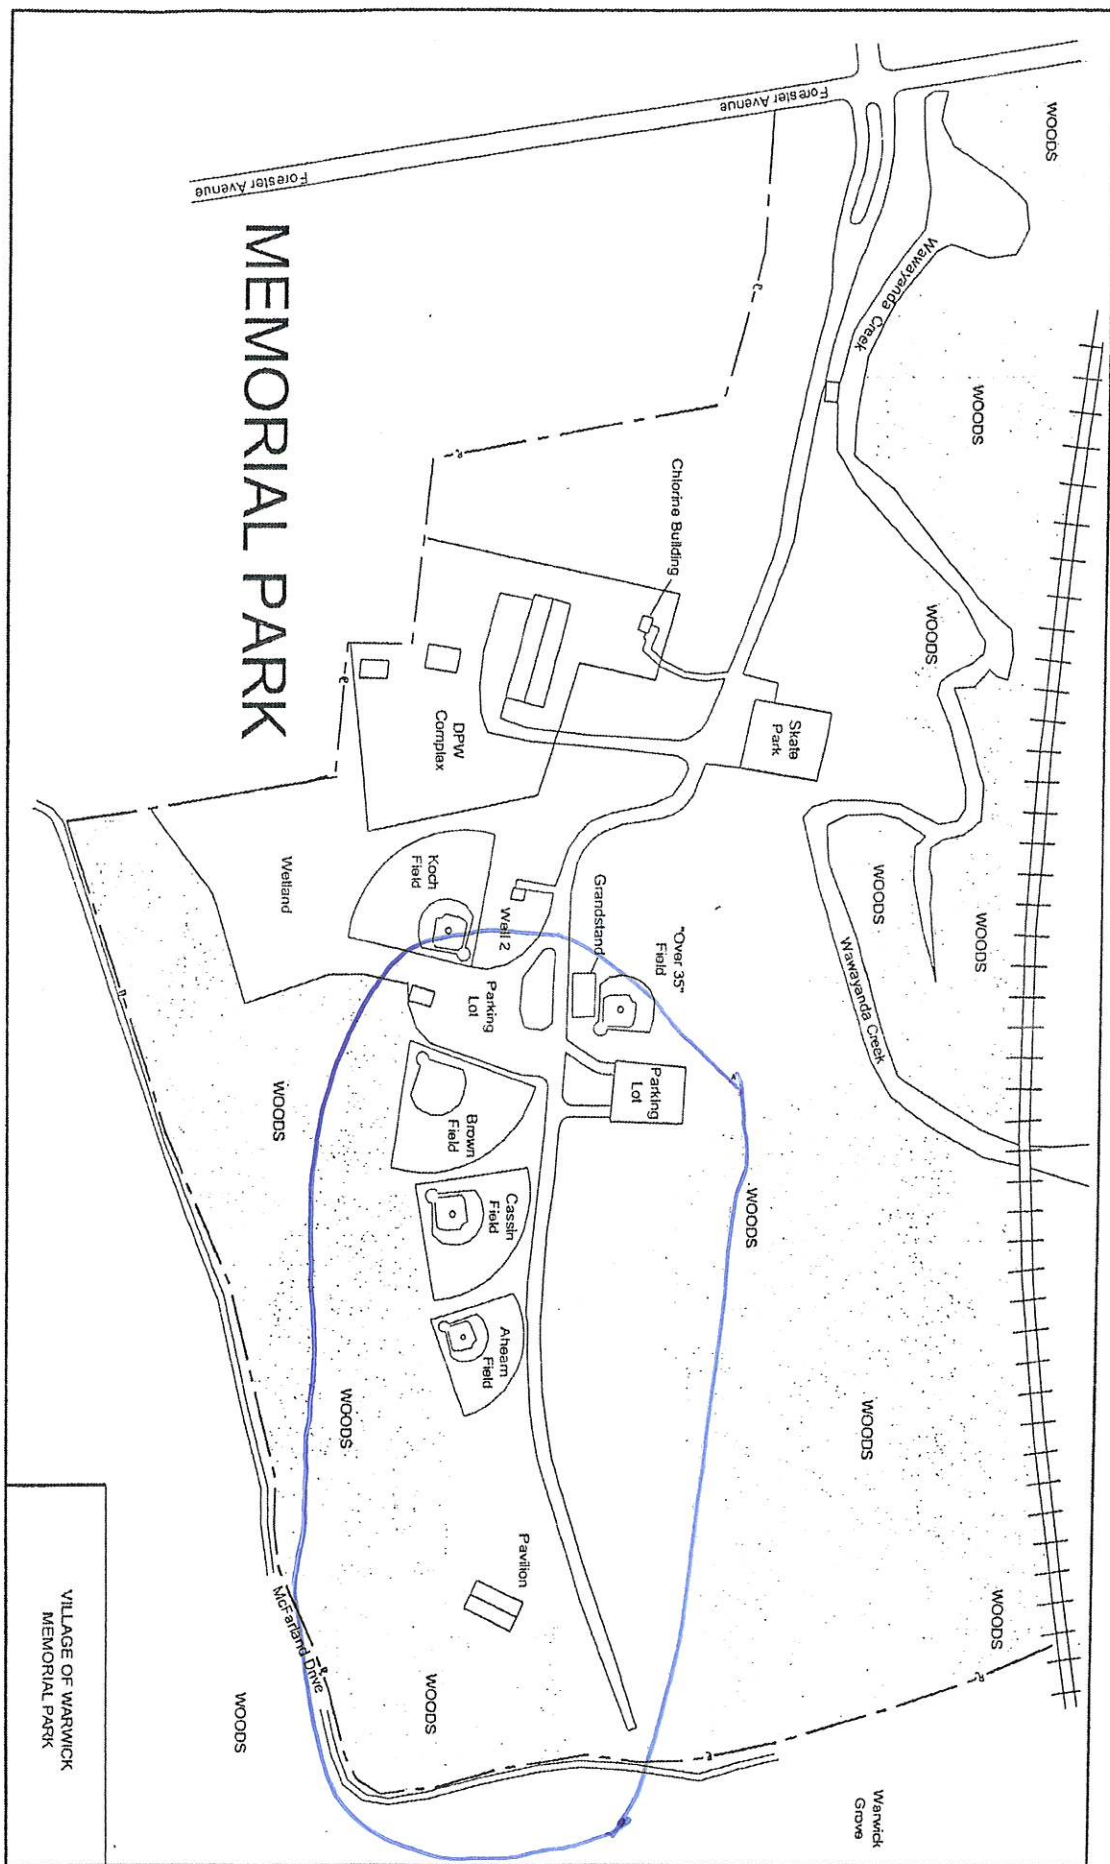 Forester Avenue
Forester Avenue
MEMORIAL PARK
WOODS
Wawayanda Creek
WOODS
WOODS
Chlorine Building
Skate
Park
DPW
Complex
WOODS
WOODS
Wawayanda Creek
Koch
Field
Well 2
Wetland
Grandstand
"Over 35"
Field
Parking
Lot
Parking
Lot
WOODS
WOODS
Brown
Field
Cassin
Field
Ahearn
Field
WOODS
WOODS
WOODS
Pavilion
WOODS
McFarland Drive
WOODS
WOODS
Warwick
Grove
VILLAGE OF WARWICK
MEMORIAL PARK